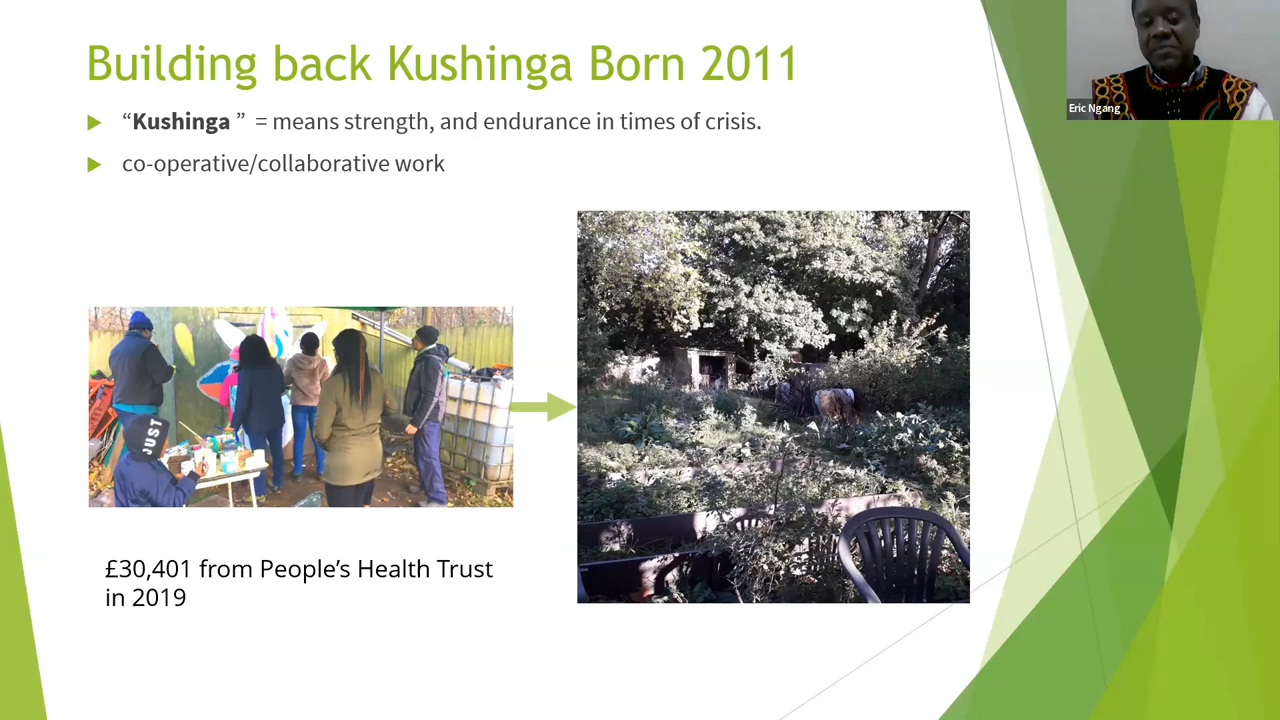 Building back Kushinga Born 2011
“Kushinga ” = means strength, and endurance in times of crisis.
co-operative/collaborative work
Eric Ngang
JUST
£30,401 from People’s Health Trust
in 2019